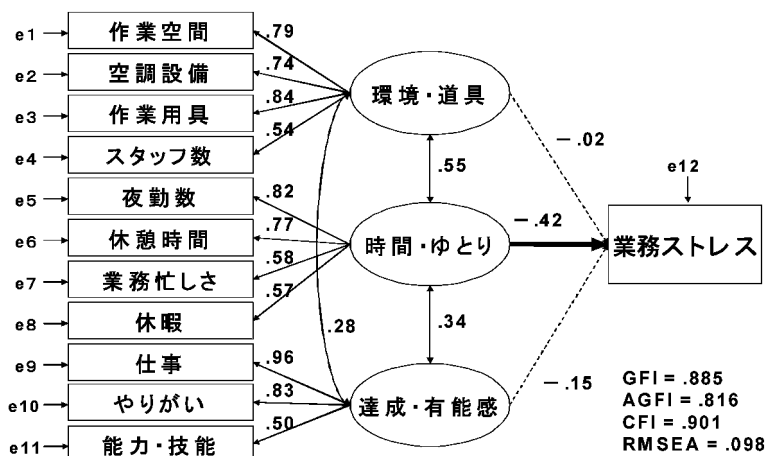 e1
作業空間
.79
e2
空調設備
.74
e3
作業用具
.84
e4
スタッフ数
.54
e5
夜勤数
.82
e6
休憩時間
.77
e7
業務忙しさ
.58
e8
休暇
.57
e9
仕事
.96
e10
やりがい
.83
e11
能力・技能
.50
環境・道具
.55
時間・ゆとり
.34
.28
達成・有能感
－.02
－.42
－.15
e12
業務ストレス
GFI = .885
AGFI = .816
CFI = .901
RMSEA = .098